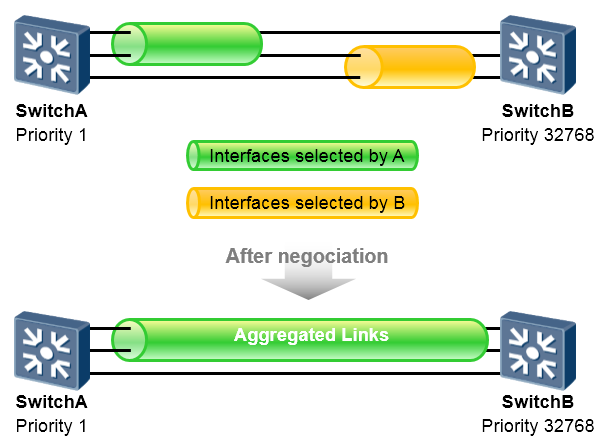 SwitchA
Priority 1
SwitchB
Priority 32768
Interfaces selected by A
Interfaces selected by B
After negociation
Aggregated Links
SwitchA
Priority 1
SwitchB
Priority 32768